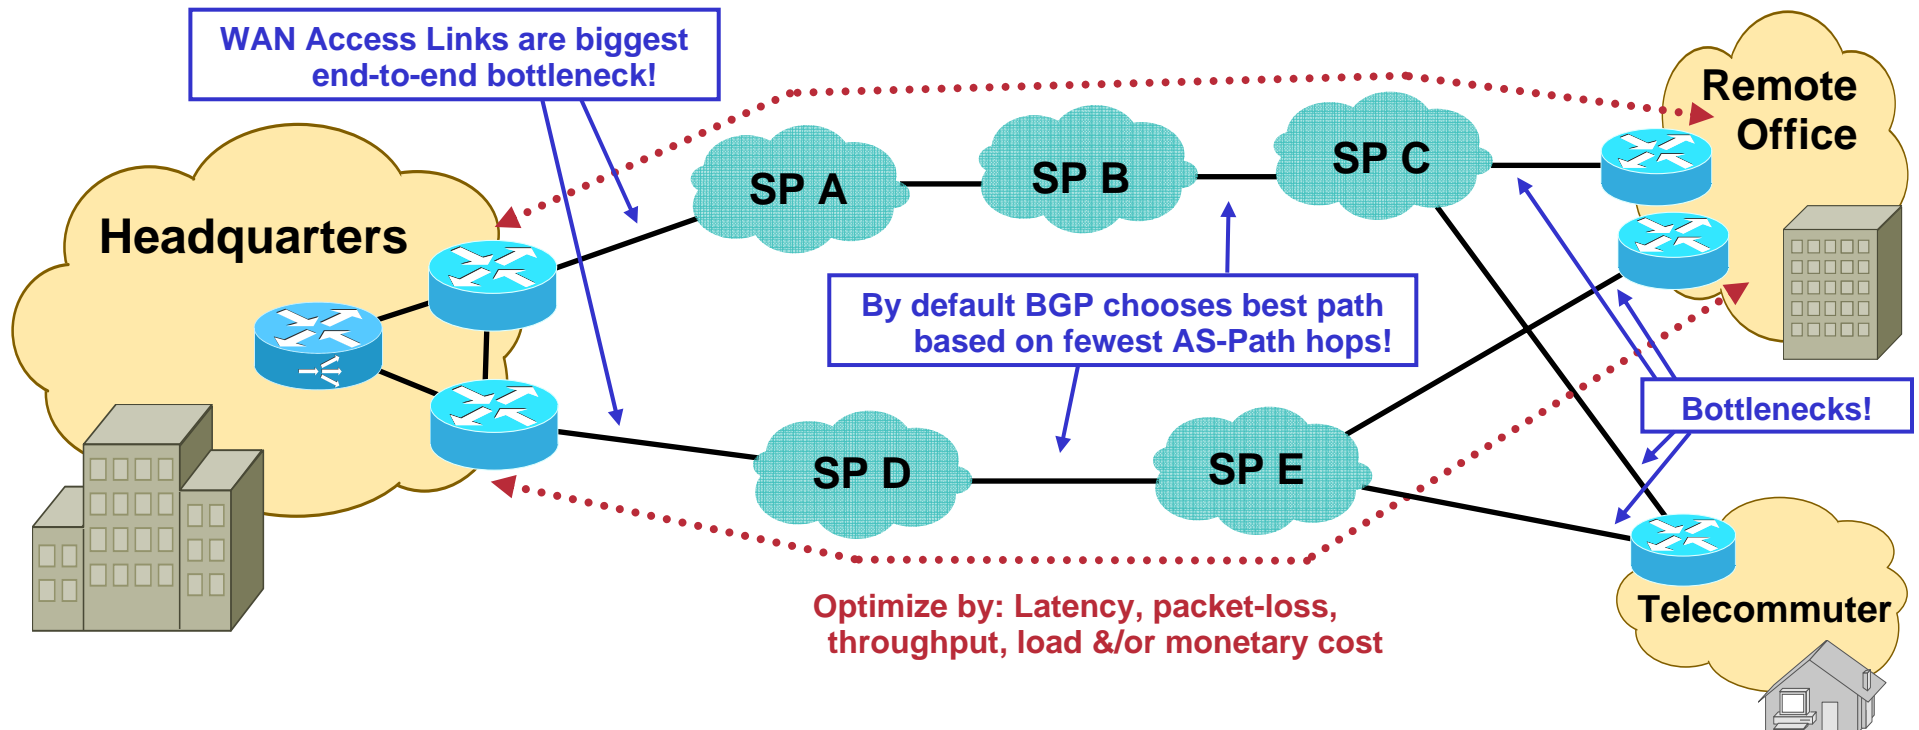 WAN Access Links are biggest
end-to-end bottleneck!
Remote
Office
SP A
SP B
SP C
Headquarters
By default BGP chooses best path
based on fewest AS-Path hops!
Bottlenecks!
SP D
SP E
Optimize by: Latency, packet-loss,
throughput, load &/or monetary cost
Telecommuter